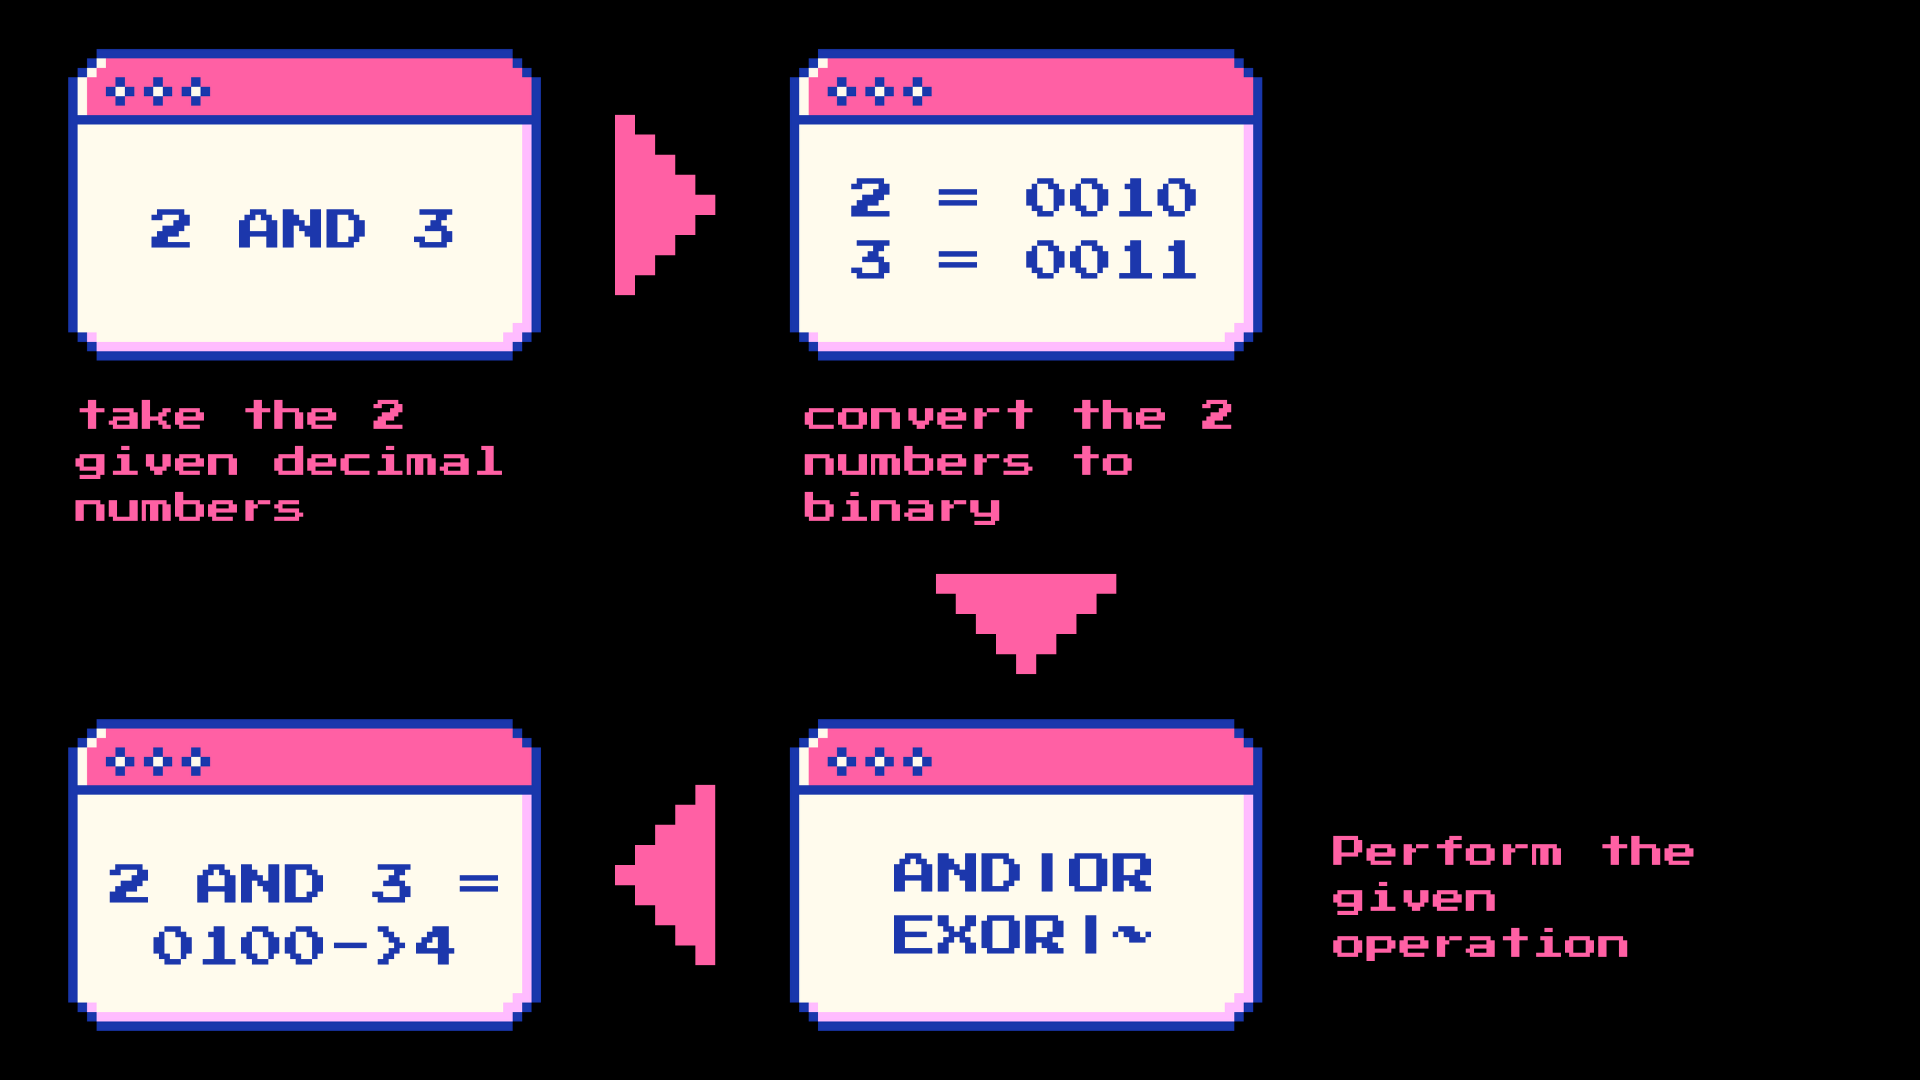 2 AND 3
take the 2
given decimal
numbers
2 = 0010
3 = 0011
convert the 2
numbers to
binary
AND|OR
EXOR|~
Perform the
given
operation
2 AND 3 =
0100->4